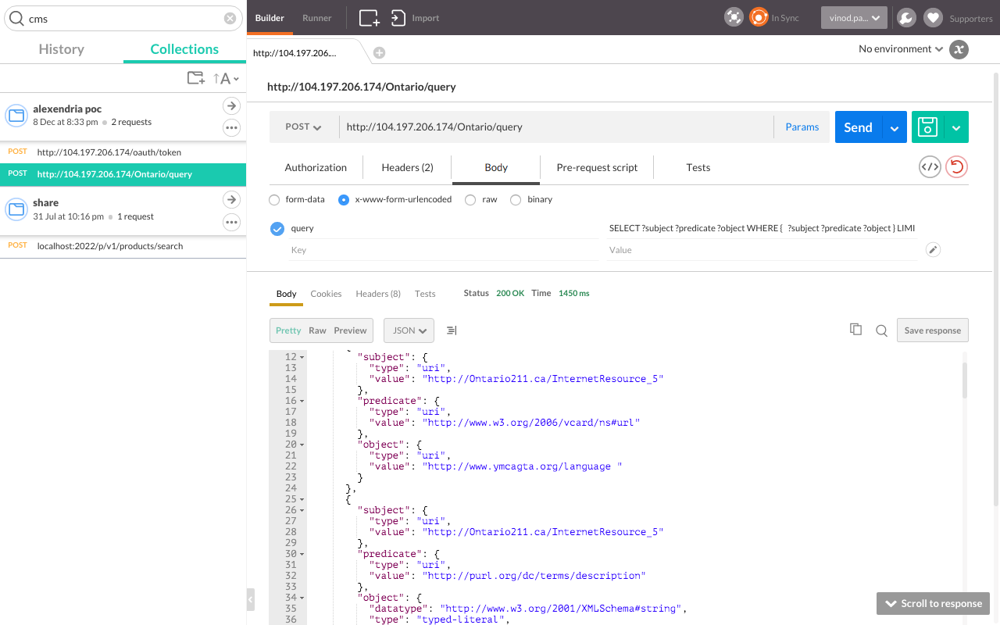 cms
Builder
Runner
Import
In Sync
vinod.pa...
Supporters
History
Collections
http://104.197.206....
No environment
x
↑A
http://104.197.206.174/Ontario/query
alexendria poc
8 Dec at 8:33 pm
2 requests
POST http://104.197.206.174/oauth/token
POST http://104.197.206.174/Ontario/query
share
31 Jul at 10:16 pm
1 request
POST localhost:2022/p/v1/products/search
POST
http://104.197.206.174/Ontario/query
Params
Send
Authorization
Headers (2)
Body
Pre-request script
Tests
form-data
x-www-form-urlencoded
raw
binary
query
SELECT ?subject ?predicate ?object WHERE { ?subject ?predicate ?object } LIMI
Key
Value
Body
Cookies
Headers (8)
Tests
Status 200 OK Time 1450 ms
Pretty Raw Preview
JSON
Save response
12 "subject": {
13 "type": "uri",
14 "value": "http://Ontario211.ca/InternetResource_5"
15 },
16 "predicate": {
17 "type": "uri",
18 "value": "http://www.w3.org/2006/vcard/ns#url"
19 },
20 "object": {
21 "type": "uri",
22 "value": "http://www.ymcagta.org/language "
23 }
24 },
25 {
26 "subject": {
27 "type": "uri",
28 "value": "http://Ontario211.ca/InternetResource_5"
29 },
30 "predicate": {
31 "type": "uri",
32 "value": "http://purl.org/dc/terms/description"
33 },
34 "object": {
35 "datatype": "http://www.w3.org/2001/XMLSchema#string",
36 "type": "typed-literal",
Scroll to response